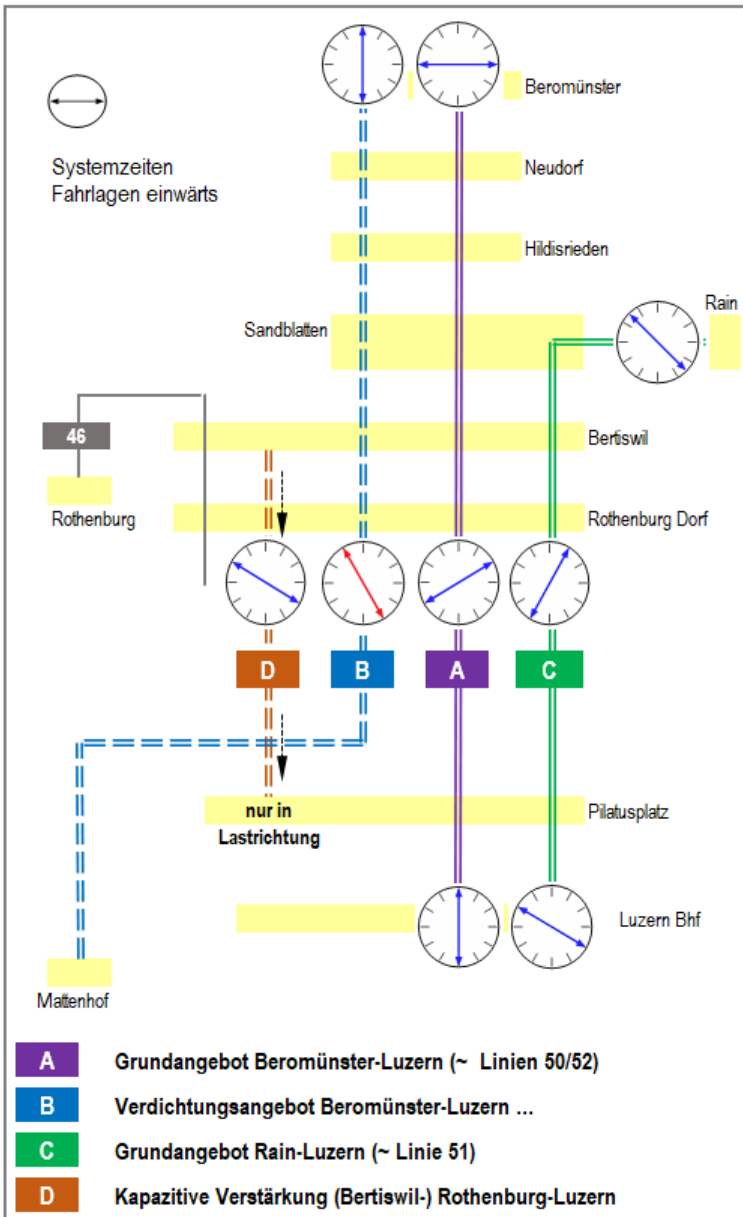 Beromünster
Systemzeiten
Fahrlagen einwärts
Neudorf
Hildisrieden
Rain
Sandblatten
46
Bertiswil
Rothenburg
Rothenburg Dorf
D
B
A
C
nur in
Lastrichtung
Pilatusplatz
Luzern Bhf
Mattenhof
A Grundangebot Beromünster-Luzern (~ Linien 50/52)
B Verdichtungsangebot Beromünster-Luzern ...
C Grundangebot Rain-Luzern (~ Linie 51)
D Kapazitive Verstärkung (Bertiswil-) Rothenburg-Luzern